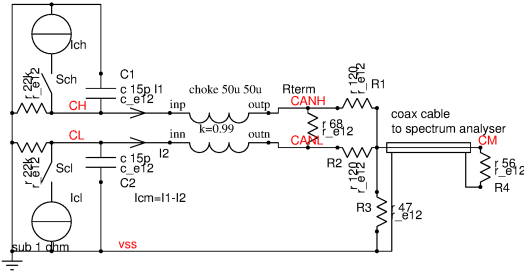 Ich
Sch
C1
c 15p I1
c_e12
r 22k
r_e12
CH
choke 50u 50u
inp
outp
k=0.99
Rterm
CANH
r 68
r_e12
r 120
r_e12
R1
coax cable
to spectrum analyser
CL
inn
outn
CANL
CM
r 22k
r_e12
Scl
c 15p
c_e12
C2
I2
Icm=I1-I2
R2
r 120
r_e12
r 56
r_e12
R4
Icl
R3
r 47
r_e12
sub 1 ohm
vss